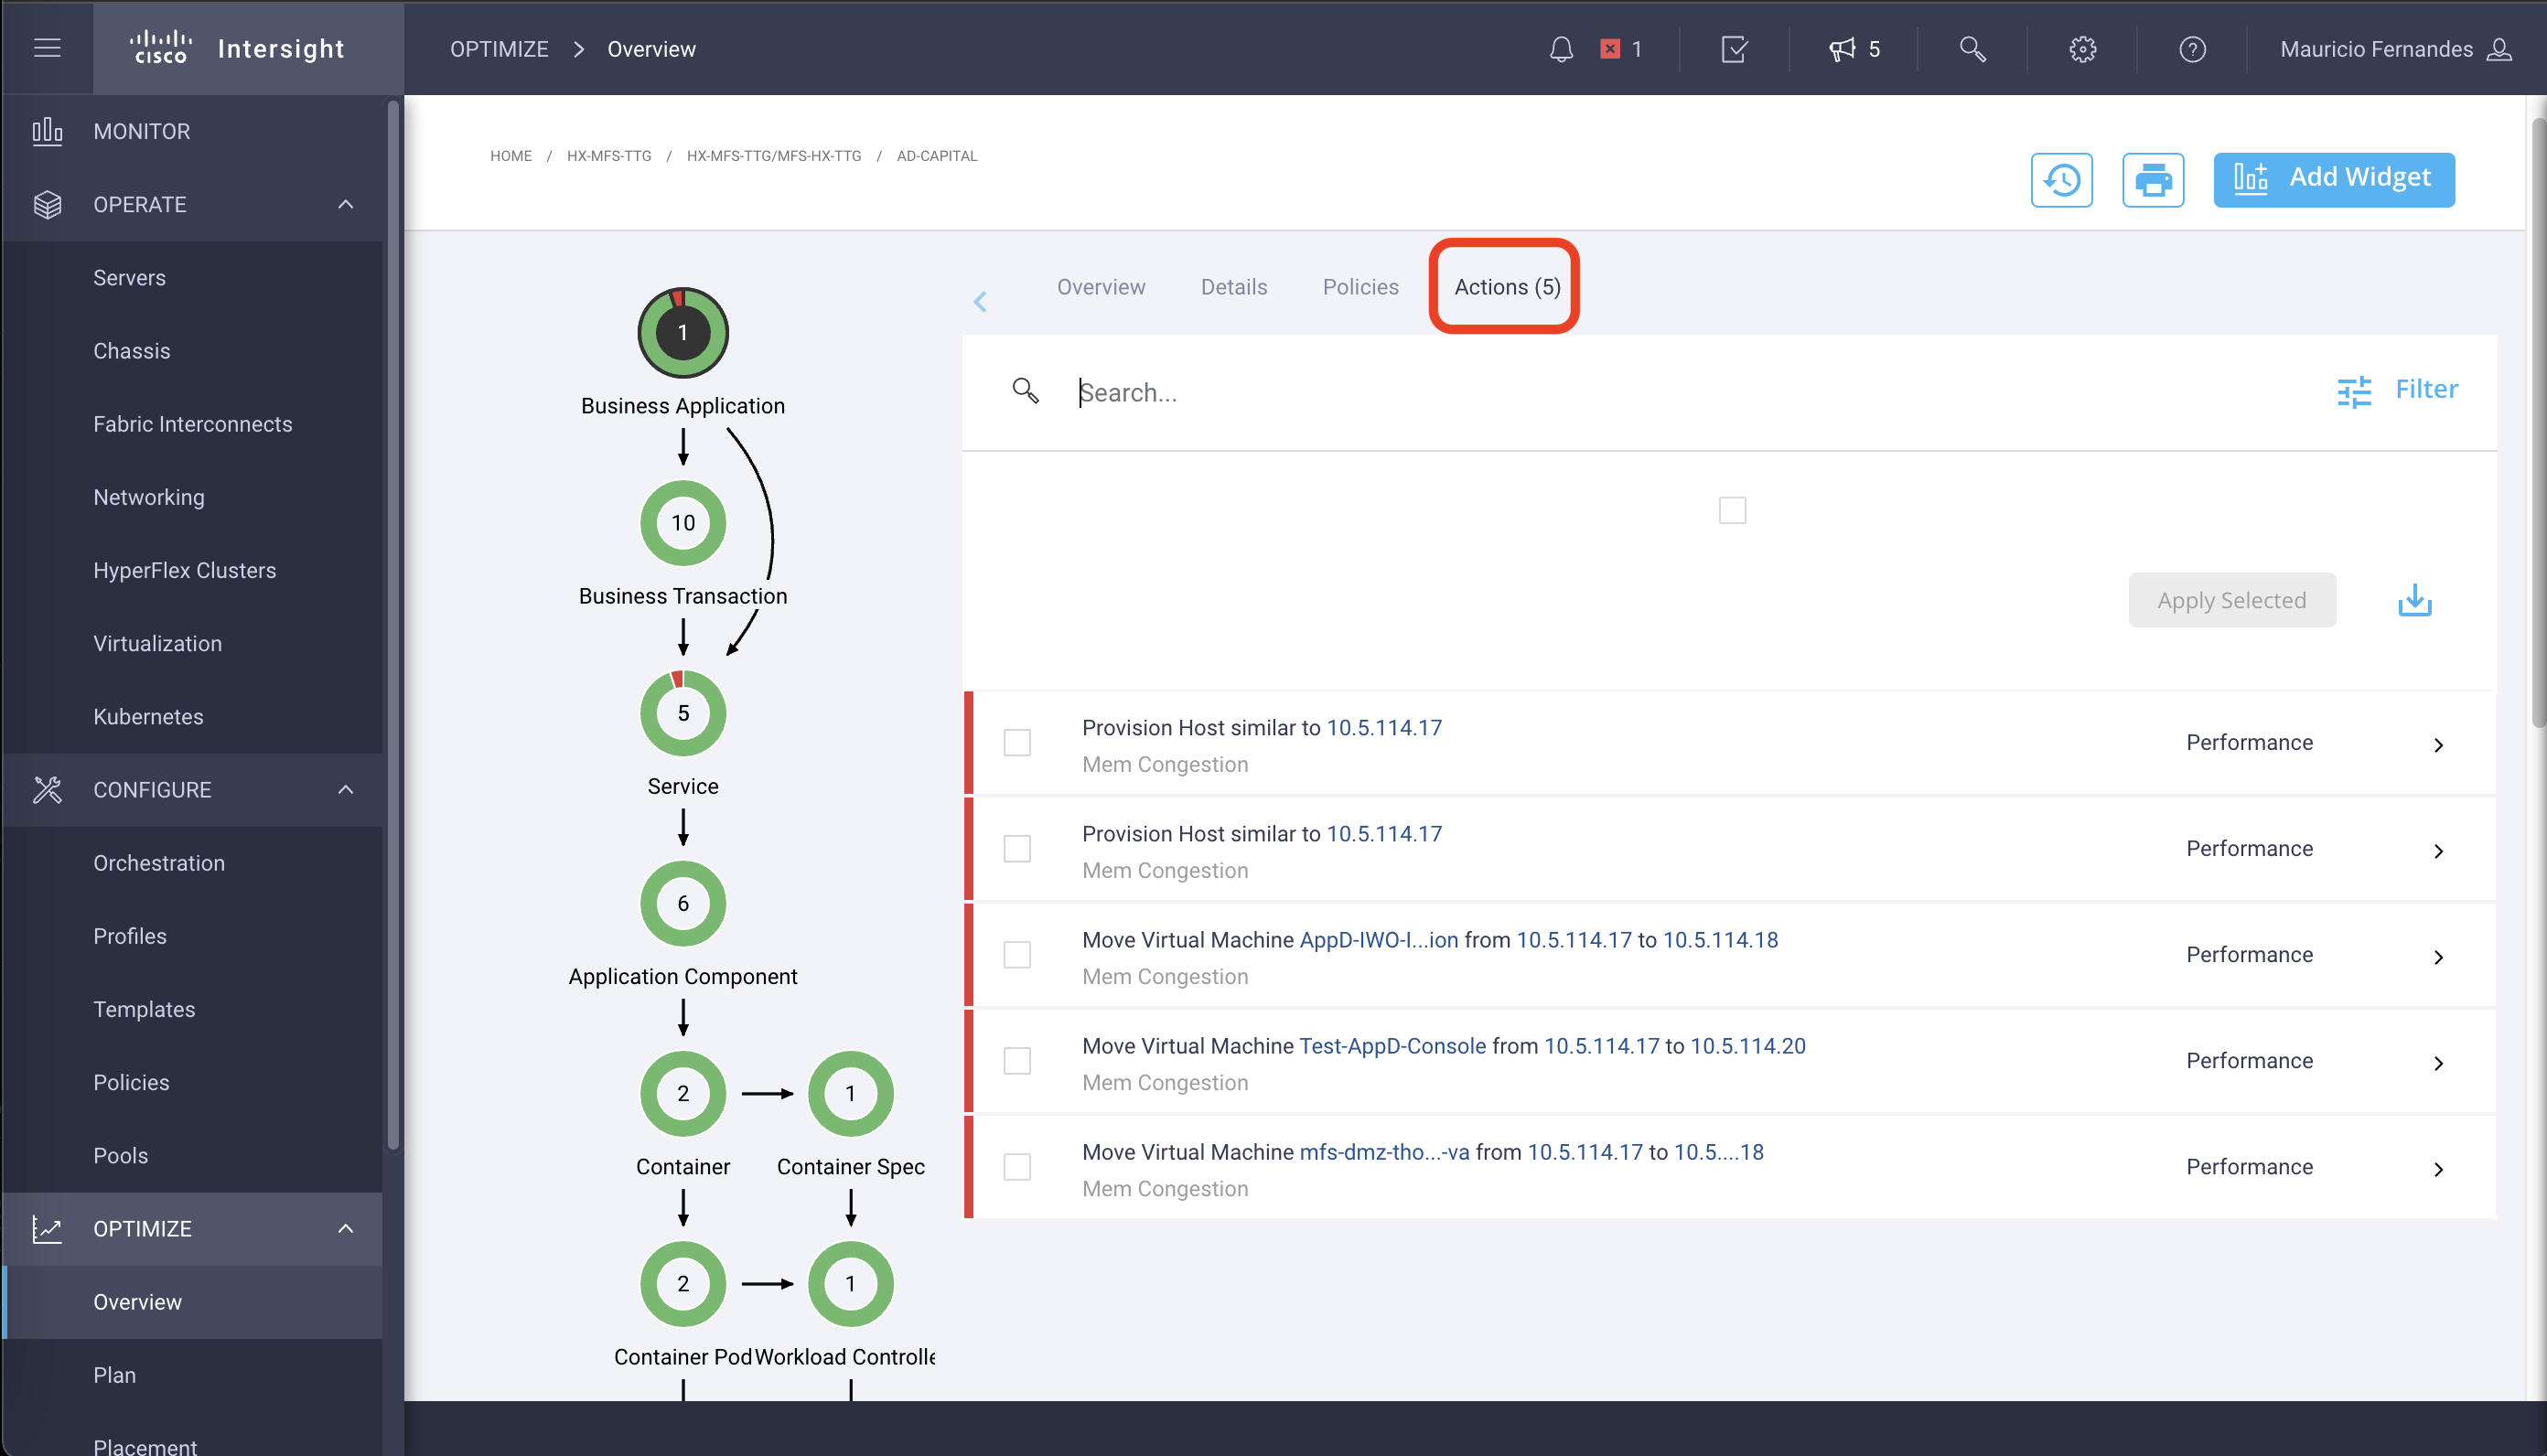 cisco Intersight
OPTIMIZE > Overview
1
5
Mauricio Fernandes
MONITOR
OPERATE
Servers
Chassis
Fabric Interconnects
Networking
HyperFlex Clusters
Virtualization
Kubernetes
CONFIGURE
Orchestration
Profiles
Templates
Policies
Pools
OPTIMIZE
Overview
Plan
Placement
HOME / HX-MFS-TTG / HX-MFS-TTG/MFS-HX-TTG / AD-CAPITAL
Add Widget
1
Business Application
10
Business Transaction
5
Service
6
Application Component
2 1
Container Container Spec
2 1
Container Pod Workload Controlle
Overview Details Policies Actions (5)
Search...
Filter
Apply Selected
Provision Host similar to 10.5.114.17
Mem Congestion
Performance
Provision Host similar to 10.5.114.17
Mem Congestion
Performance
Move Virtual Machine AppD-IWO-I...ion from 10.5.114.17 to 10.5.114.18
Mem Congestion
Performance
Move Virtual Machine Test-AppD-Console from 10.5.114.17 to 10.5.114.20
Mem Congestion
Performance
Move Virtual Machine mfs-dmz-tho...-va from 10.5.114.17 to 10.5....18
Mem Congestion
Performance